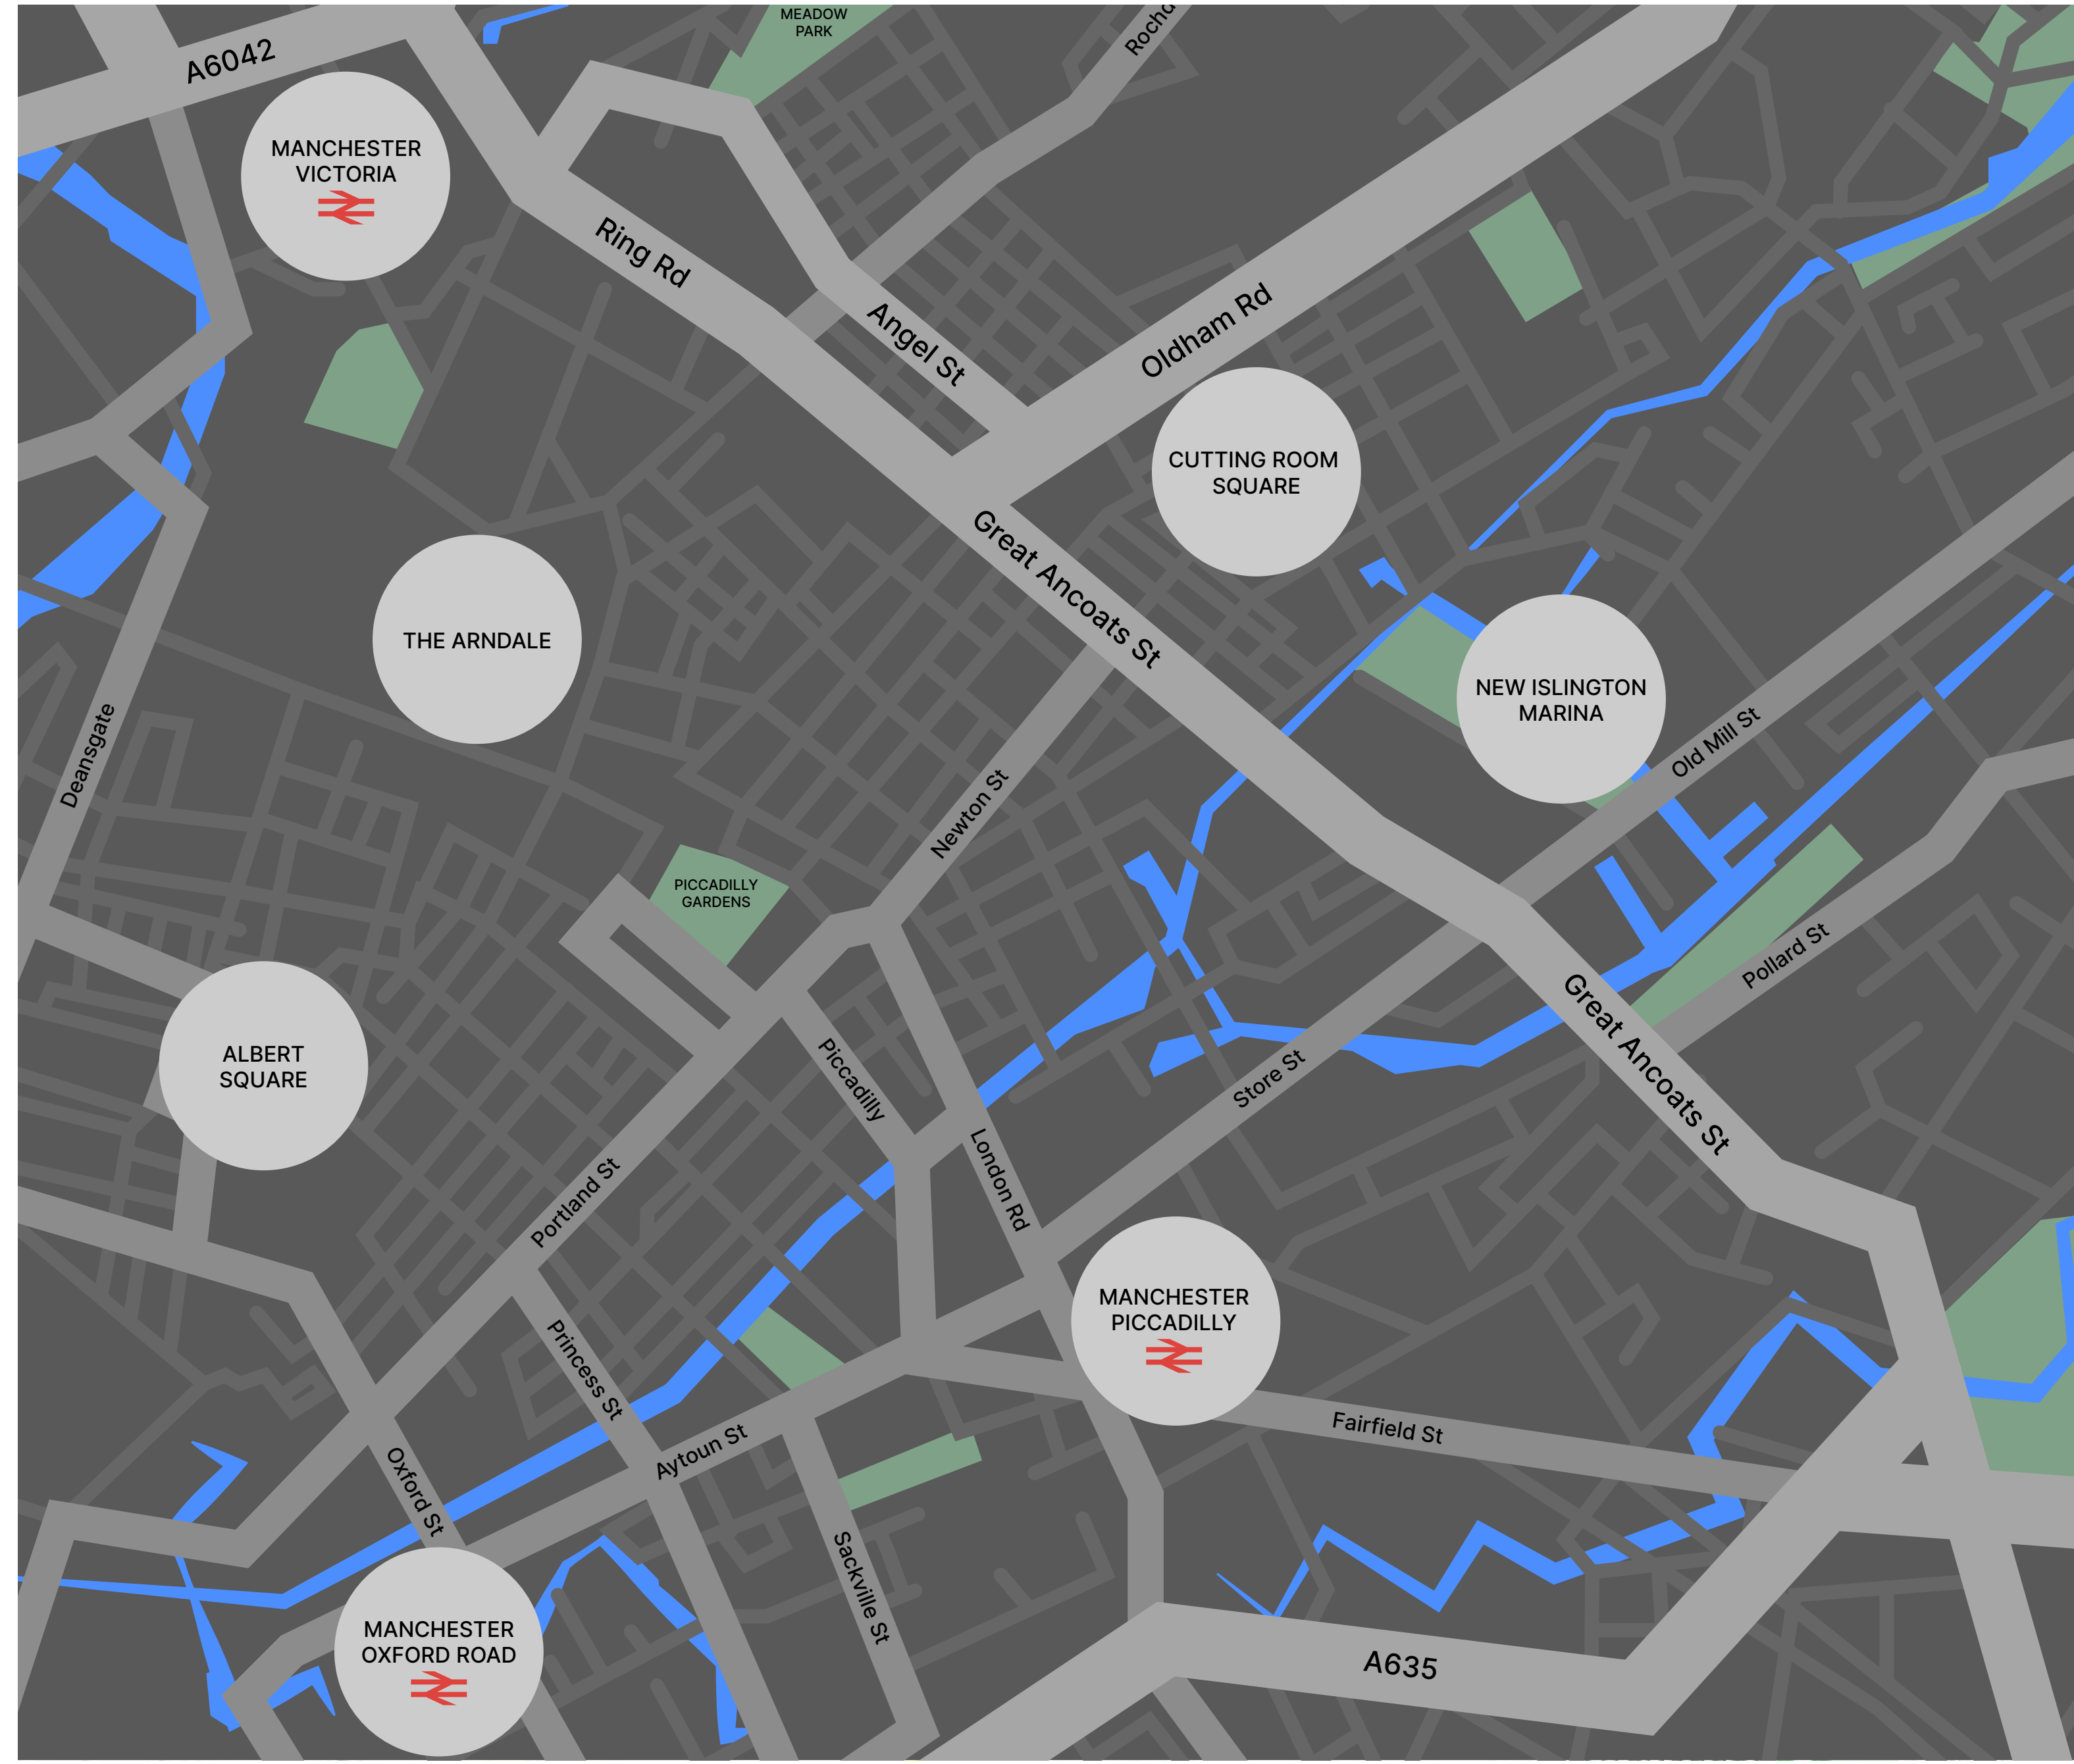 MEADOW
PARK
Rochd
A6042
MANCHESTER
VICTORIA
Ring Rd
Angel St
Oldham Rd
CUTTING ROOM
SQUARE
Great Ancoats St
THE ARNDALE
NEW ISLINGTON
MARINA
Old Mill St
Deansgate
Newton St
PICCADILLY
GARDENS
Pollard St
Great Ancoats St
ALBERT
SQUARE
Piccadilly
Store St
London Rd
Portland St
MANCHESTER
PICCADILLY
Princess St
Fairfield St
Aytoun St
Oxford St
Sackville St
MANCHESTER
OXFORD ROAD
A635